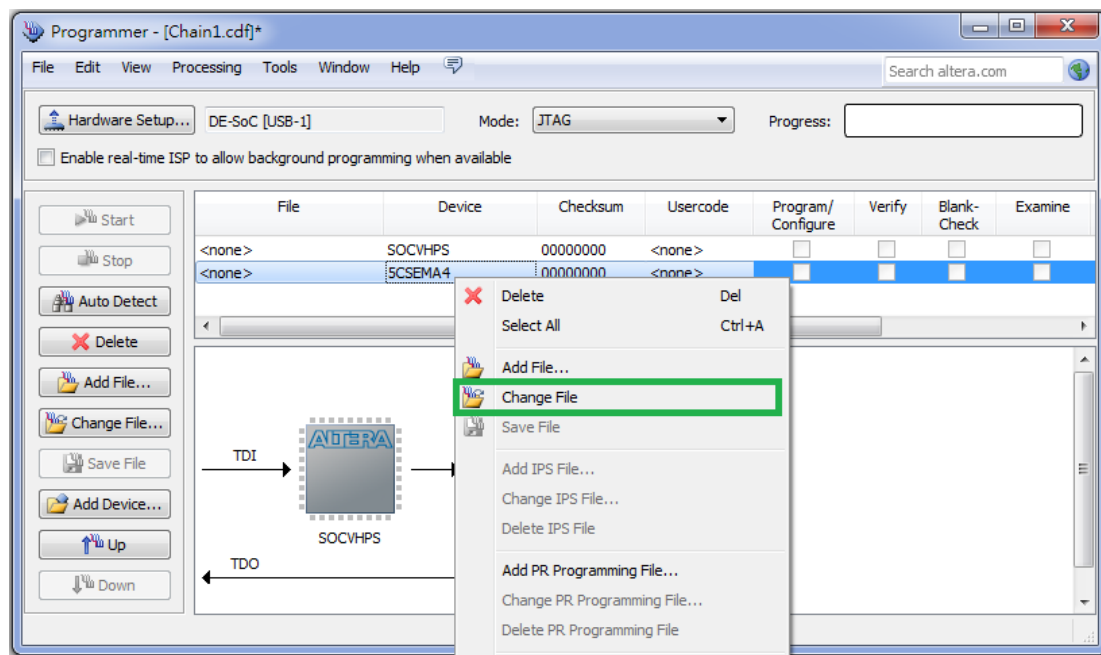 Programmer - [Chain1.cdf]*
File Edit View Processing Tools Window Help
Search altera.com
Hardware Setup... DE-SoC [USB-1] Mode: JTAG Progress:
Enable real-time ISP to allow background programming when available
Start
Stop
Auto Detect
Delete
Add File...
Change File...
Save File
Add Device...
Up
Down
File Device Checksum Usercode Program/ Configure Verify Blank- Check Examine
<none> SOCVHPS 00000000 <none>
<none> 5CSEMA4 00000000 <none>
TDI
ALTERA
SOCVHPS
TDO
Delete Del
Select All Ctrl+A
Add File...
Change File
Save File
Add IPS File...
Change IPS File...
Delete IPS File
Add PR Programming File...
Change PR Programming File...
Delete PR Programming File